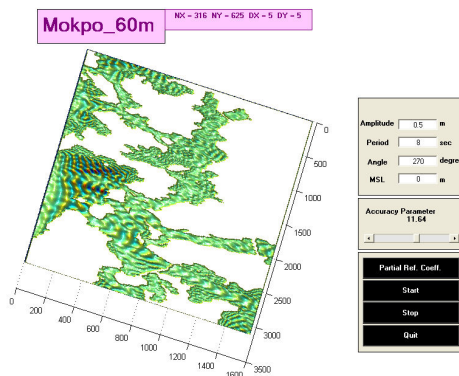 Mokpo_60m
NX = 316 NY = 625 DX = 5 DY = 5
0
500
1000
1500
2000
2500
3000
3500
0
200
400
600
800
1000
1200
1400
1600
Amplitude 0.5 m
Period 8 sec
Angle 270 degre
MSL 0 m
Accuracy Parameter
11.64
Partial Ref. Coeff.
Start
Stop
Quit